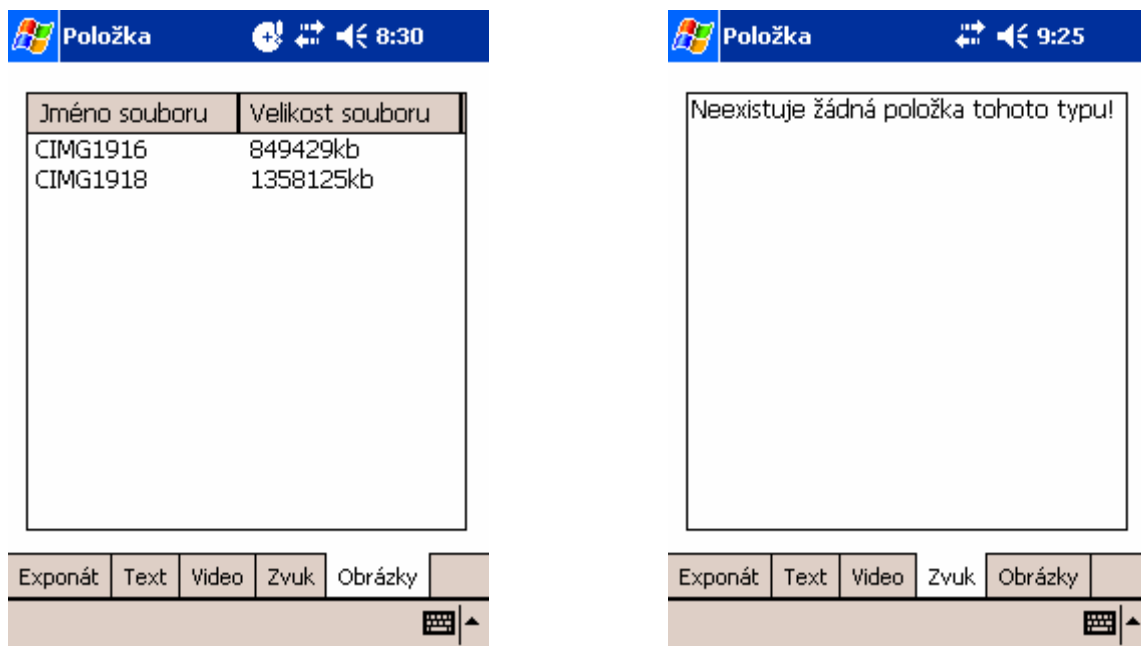 Položka 8:30
Jméno souboru Velikost souboru
CIMG1916 849429kb
CIMG1918 1358125kb
Exponát Text Video Zvuk Obrázky
Položka 9:25
Neexistuje žádná položka tohoto typu!
Exponát Text Video Zvuk Obrázky